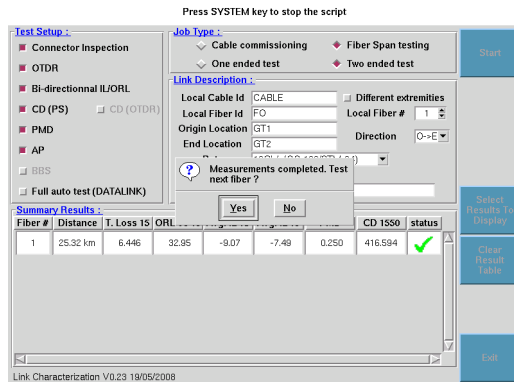 Press SYSTEM key to stop the script
Test Setup :
Connector Inspection
OTDR
Bi-directionnal IL/ORL
CD (PS) CD (OTDR)
PMD
AP
BBS
Full auto test (DATALINK)
Job Type :
Cable commissioning Fiber Span testing
One ended test Two ended test
Link Description :
Local Cable Id CABLE Different extremities
Local Fiber Id FO Local Fiber # 1
Origin Location GT1
End Location GT2
Direction O->E
Measurements completed. Test
next fiber ?
Yes No
Summary Results :
Fiber # Distance T. Loss 15 CD 1550 status
1 25.32 km 6.446 32.95 -9.07 -7.49 0.250 416.594
Link Characterization V0.23 19/05/2008
Start
Select
Results To
Display
Clear
Result
Table
Exit